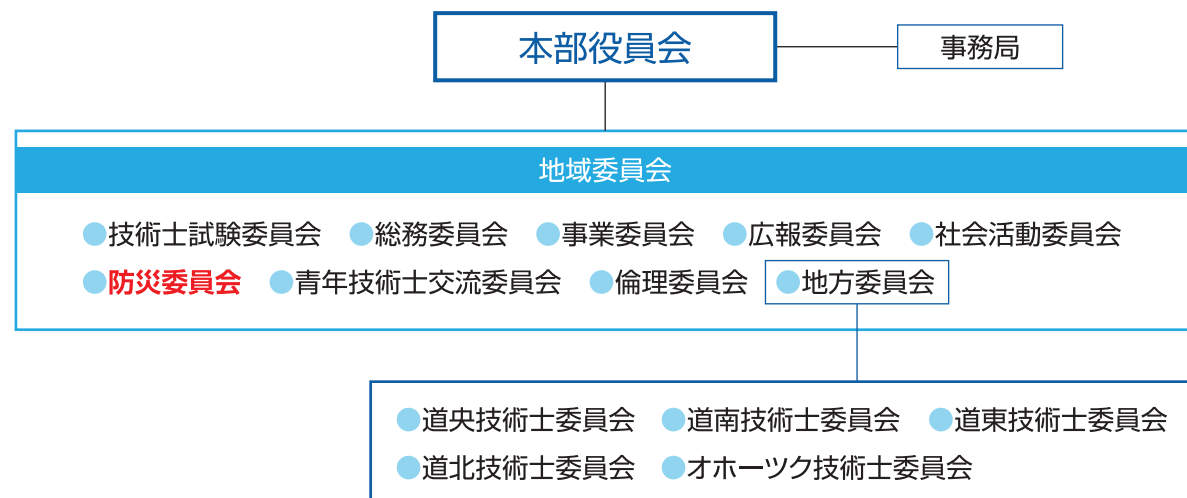 本部役員会 事務局
地域委員会
●技術士試験委員会 ●総務委員会 ●事業委員会 ●広報委員会 ●社会活動委員会
●防災委員会 ●青年技術士交流委員会 ●倫理委員会 ●地方委員会
●道央技術士委員会 ●道南技術士委員会 ●道東技術士委員会
●道北技術士委員会 ●オホーツク技術士委員会